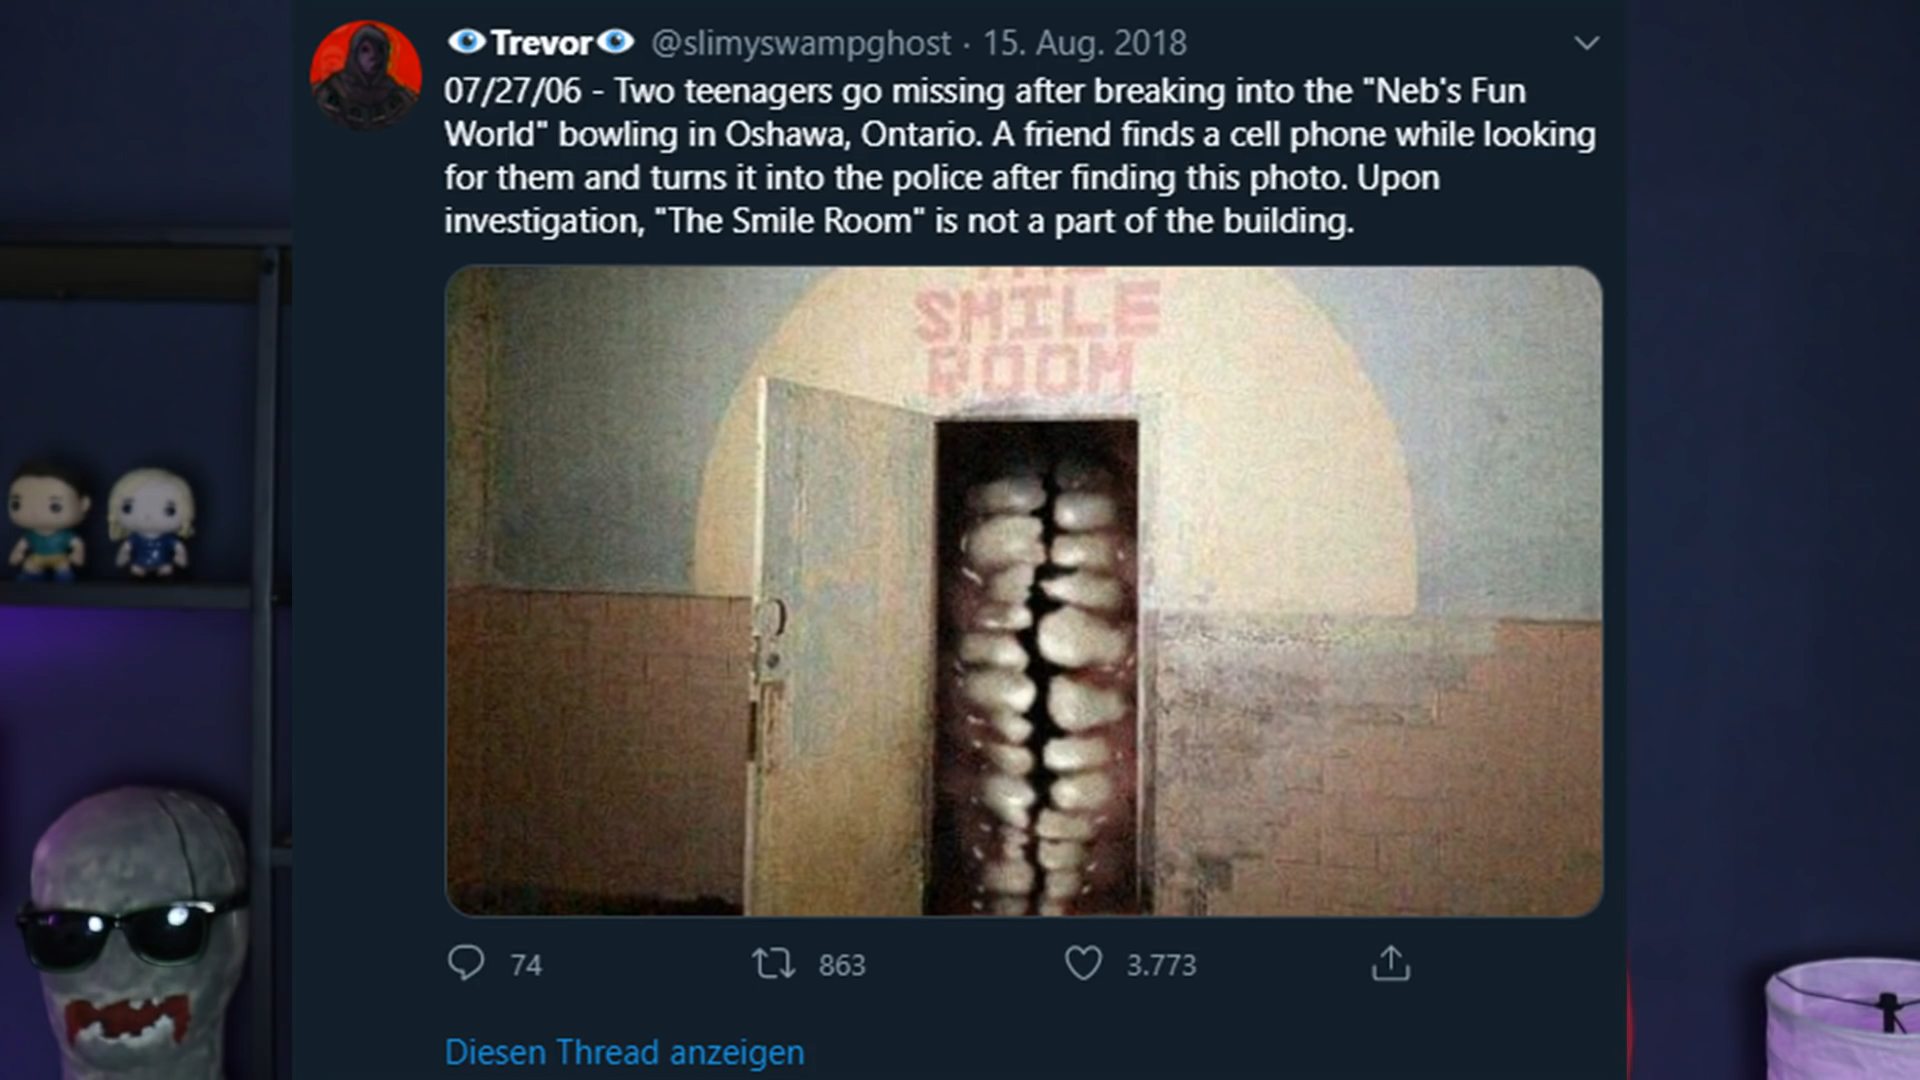 👁Trevor👁 @slimyswampghost · 15. Aug. 2018
07/27/06 - Two teenagers go missing after breaking into the "Neb's Fun
World" bowling in Oshawa, Ontario. A friend finds a cell phone while looking
for them and turns it into the police after finding this photo. Upon
investigation, "The Smile Room" is not a part of the building.
THE
SMILE
ROOM
74 863 3.773
Diesen Thread anzeigen